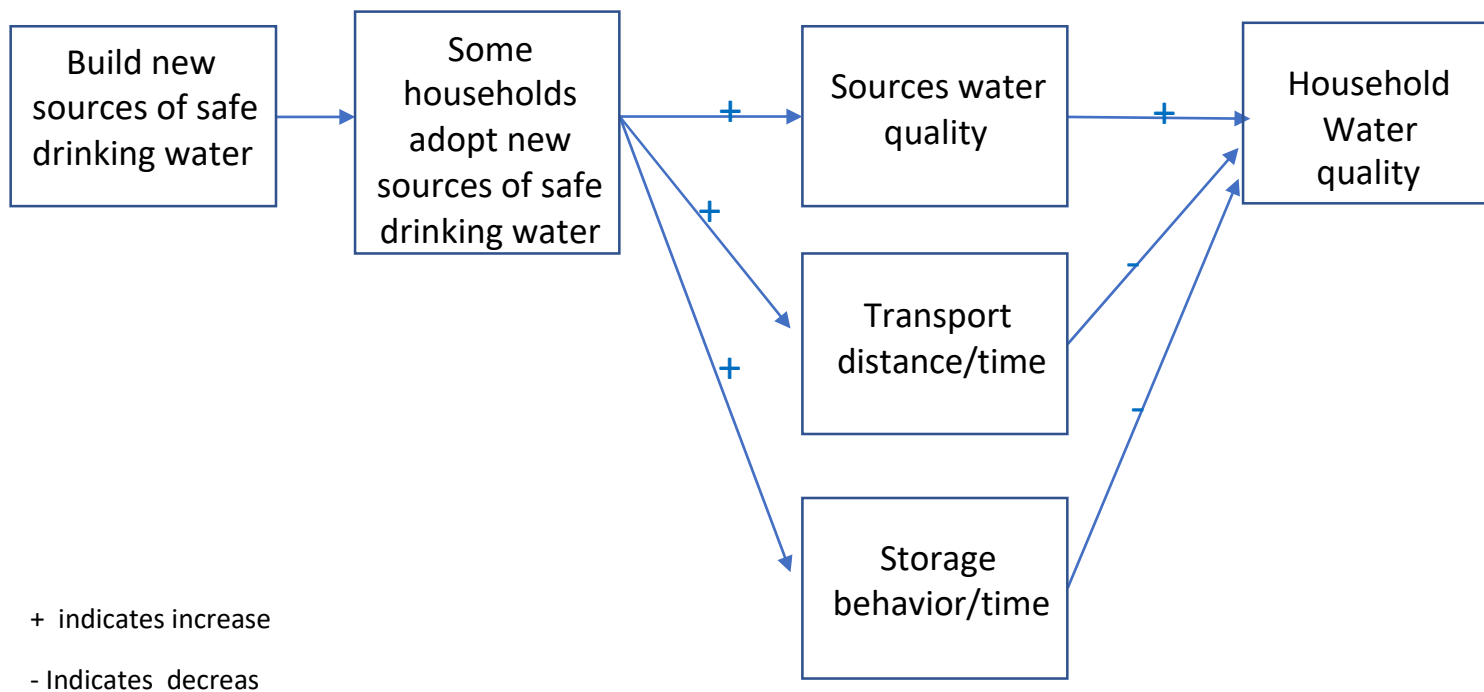 Build new
sources of safe
drinking water
Some
households
adopt new
sources of safe
drinking water
+
Sources water
quality
+
Household
Water
quality
+
-
Transport
distance/time
+
-
Storage
behavior/time
+ indicates increase
- Indicates decreas